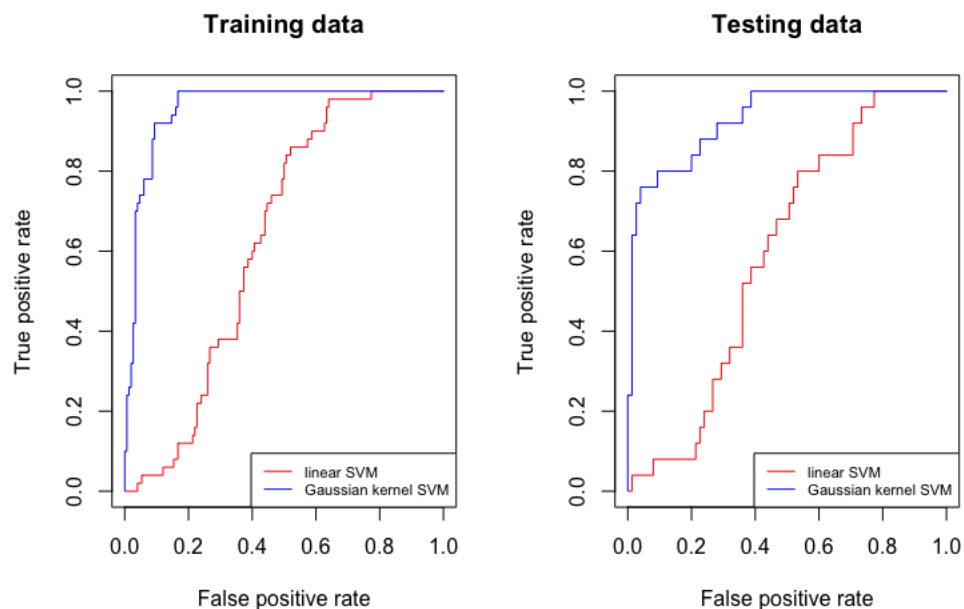 Training data
True positive rate
1.0
0.8
0.6
0.4
0.2
0.0
linear SVM
Gaussian kernel SVM
0.0 0.2 0.4 0.6 0.8 1.0
False positive rate
Testing data
True positive rate
1.0
0.8
0.6
0.4
0.2
0.0
linear SVM
Gaussian kernel SVM
0.0 0.2 0.4 0.6 0.8 1.0
False positive rate